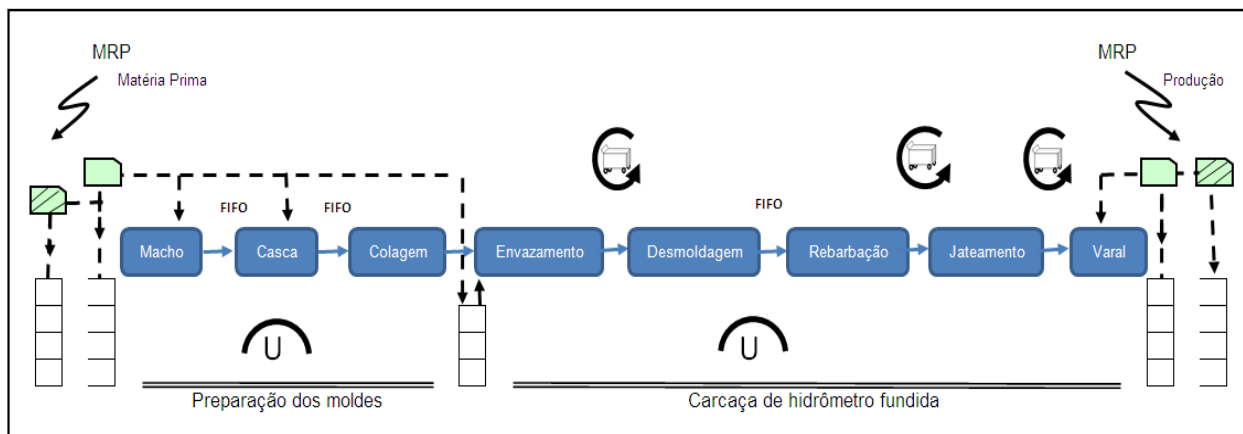 MRP
Matéria Prima
MRP
Produção
FIFO
FIFO
FIFO
Macho
Casca
Colagem
Envazamento
Desmoldagem
Rebarbação
Jateamento
Varal
U
U
Preparação dos moldes
Carcaça de hidrômetro fundida